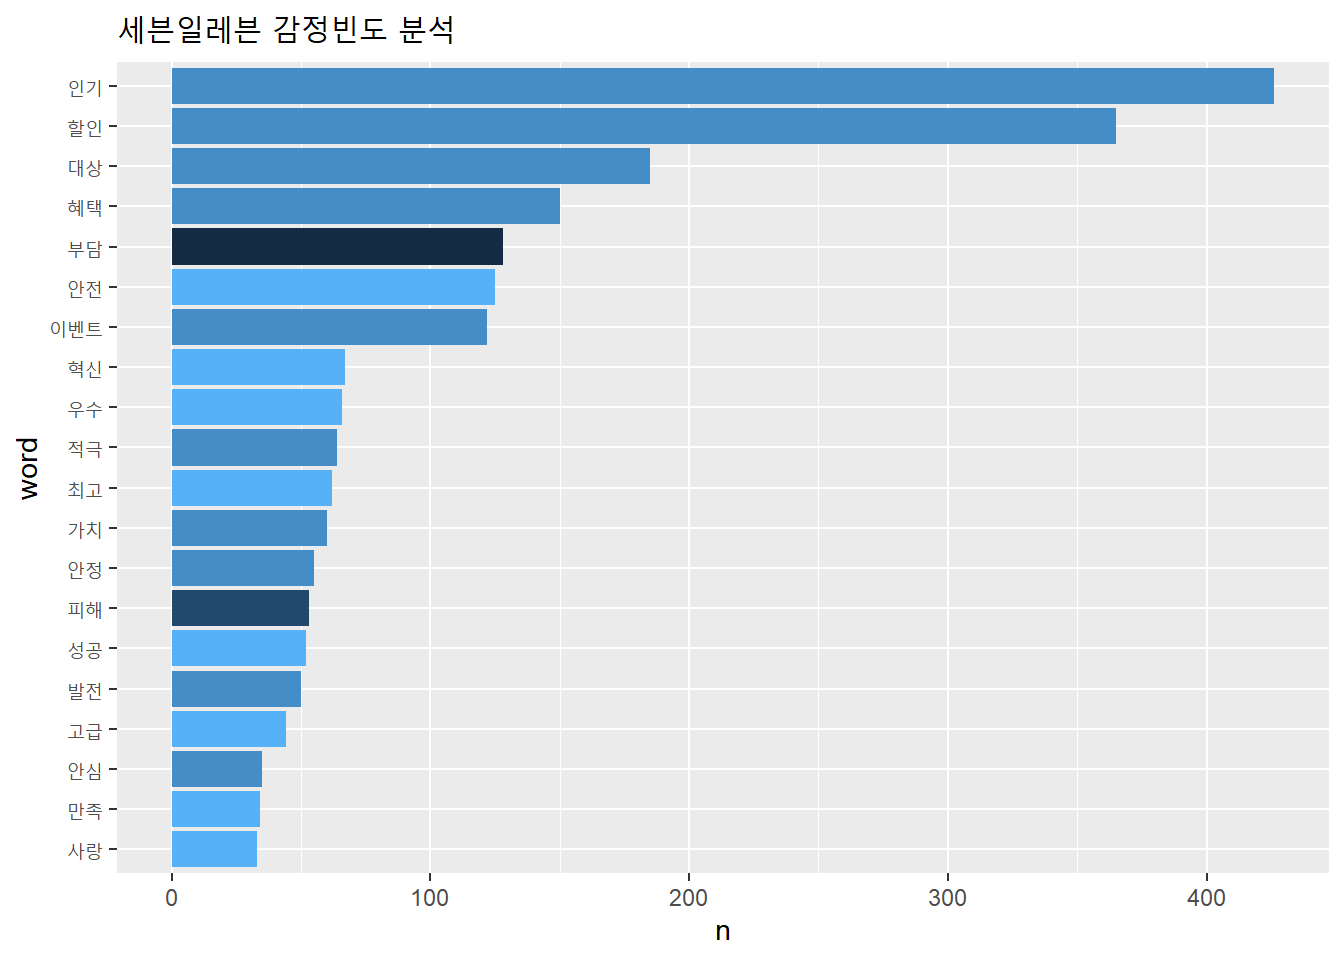 세븐일레븐 감정빈도 분석
인기
할인
대상
혜택
부담
안전
이벤트
혁신
우수
적극
최고
가치
안정
피해
성공
발전
고급
안심
만족
사랑
word
0 100 200 300 400
n